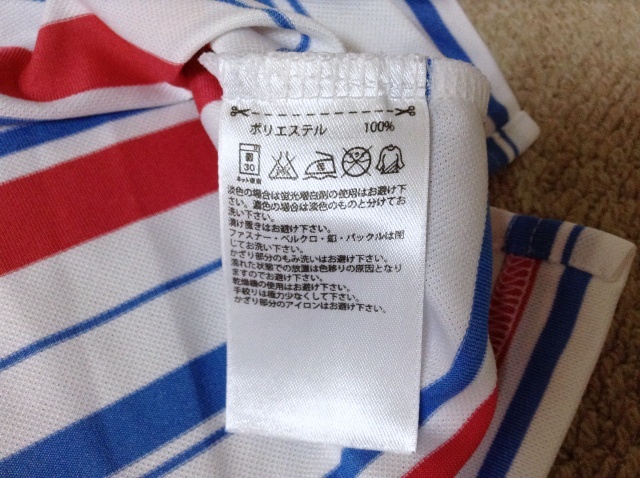 ポリエステル 100%
30
ネット使用
淡色の場合は蛍光増白剤の使用はお避け下
さい。濃色の場合は淡色のものと分けてお
洗い下さい。
漬け置きはお避け下さい。
ファスナー・ベルクロ・釦・バックルは閉
じてお洗い下さい。
かざり部分のもみ洗いはお避け下さい。
濡れた状態での放置は色移りの原因となり
ますのでお避け下さい。
乾燥機の使用はお避け下さい。
手絞りは極力少なくして下さい。
かざり部分のアイロンはお避け下さい。